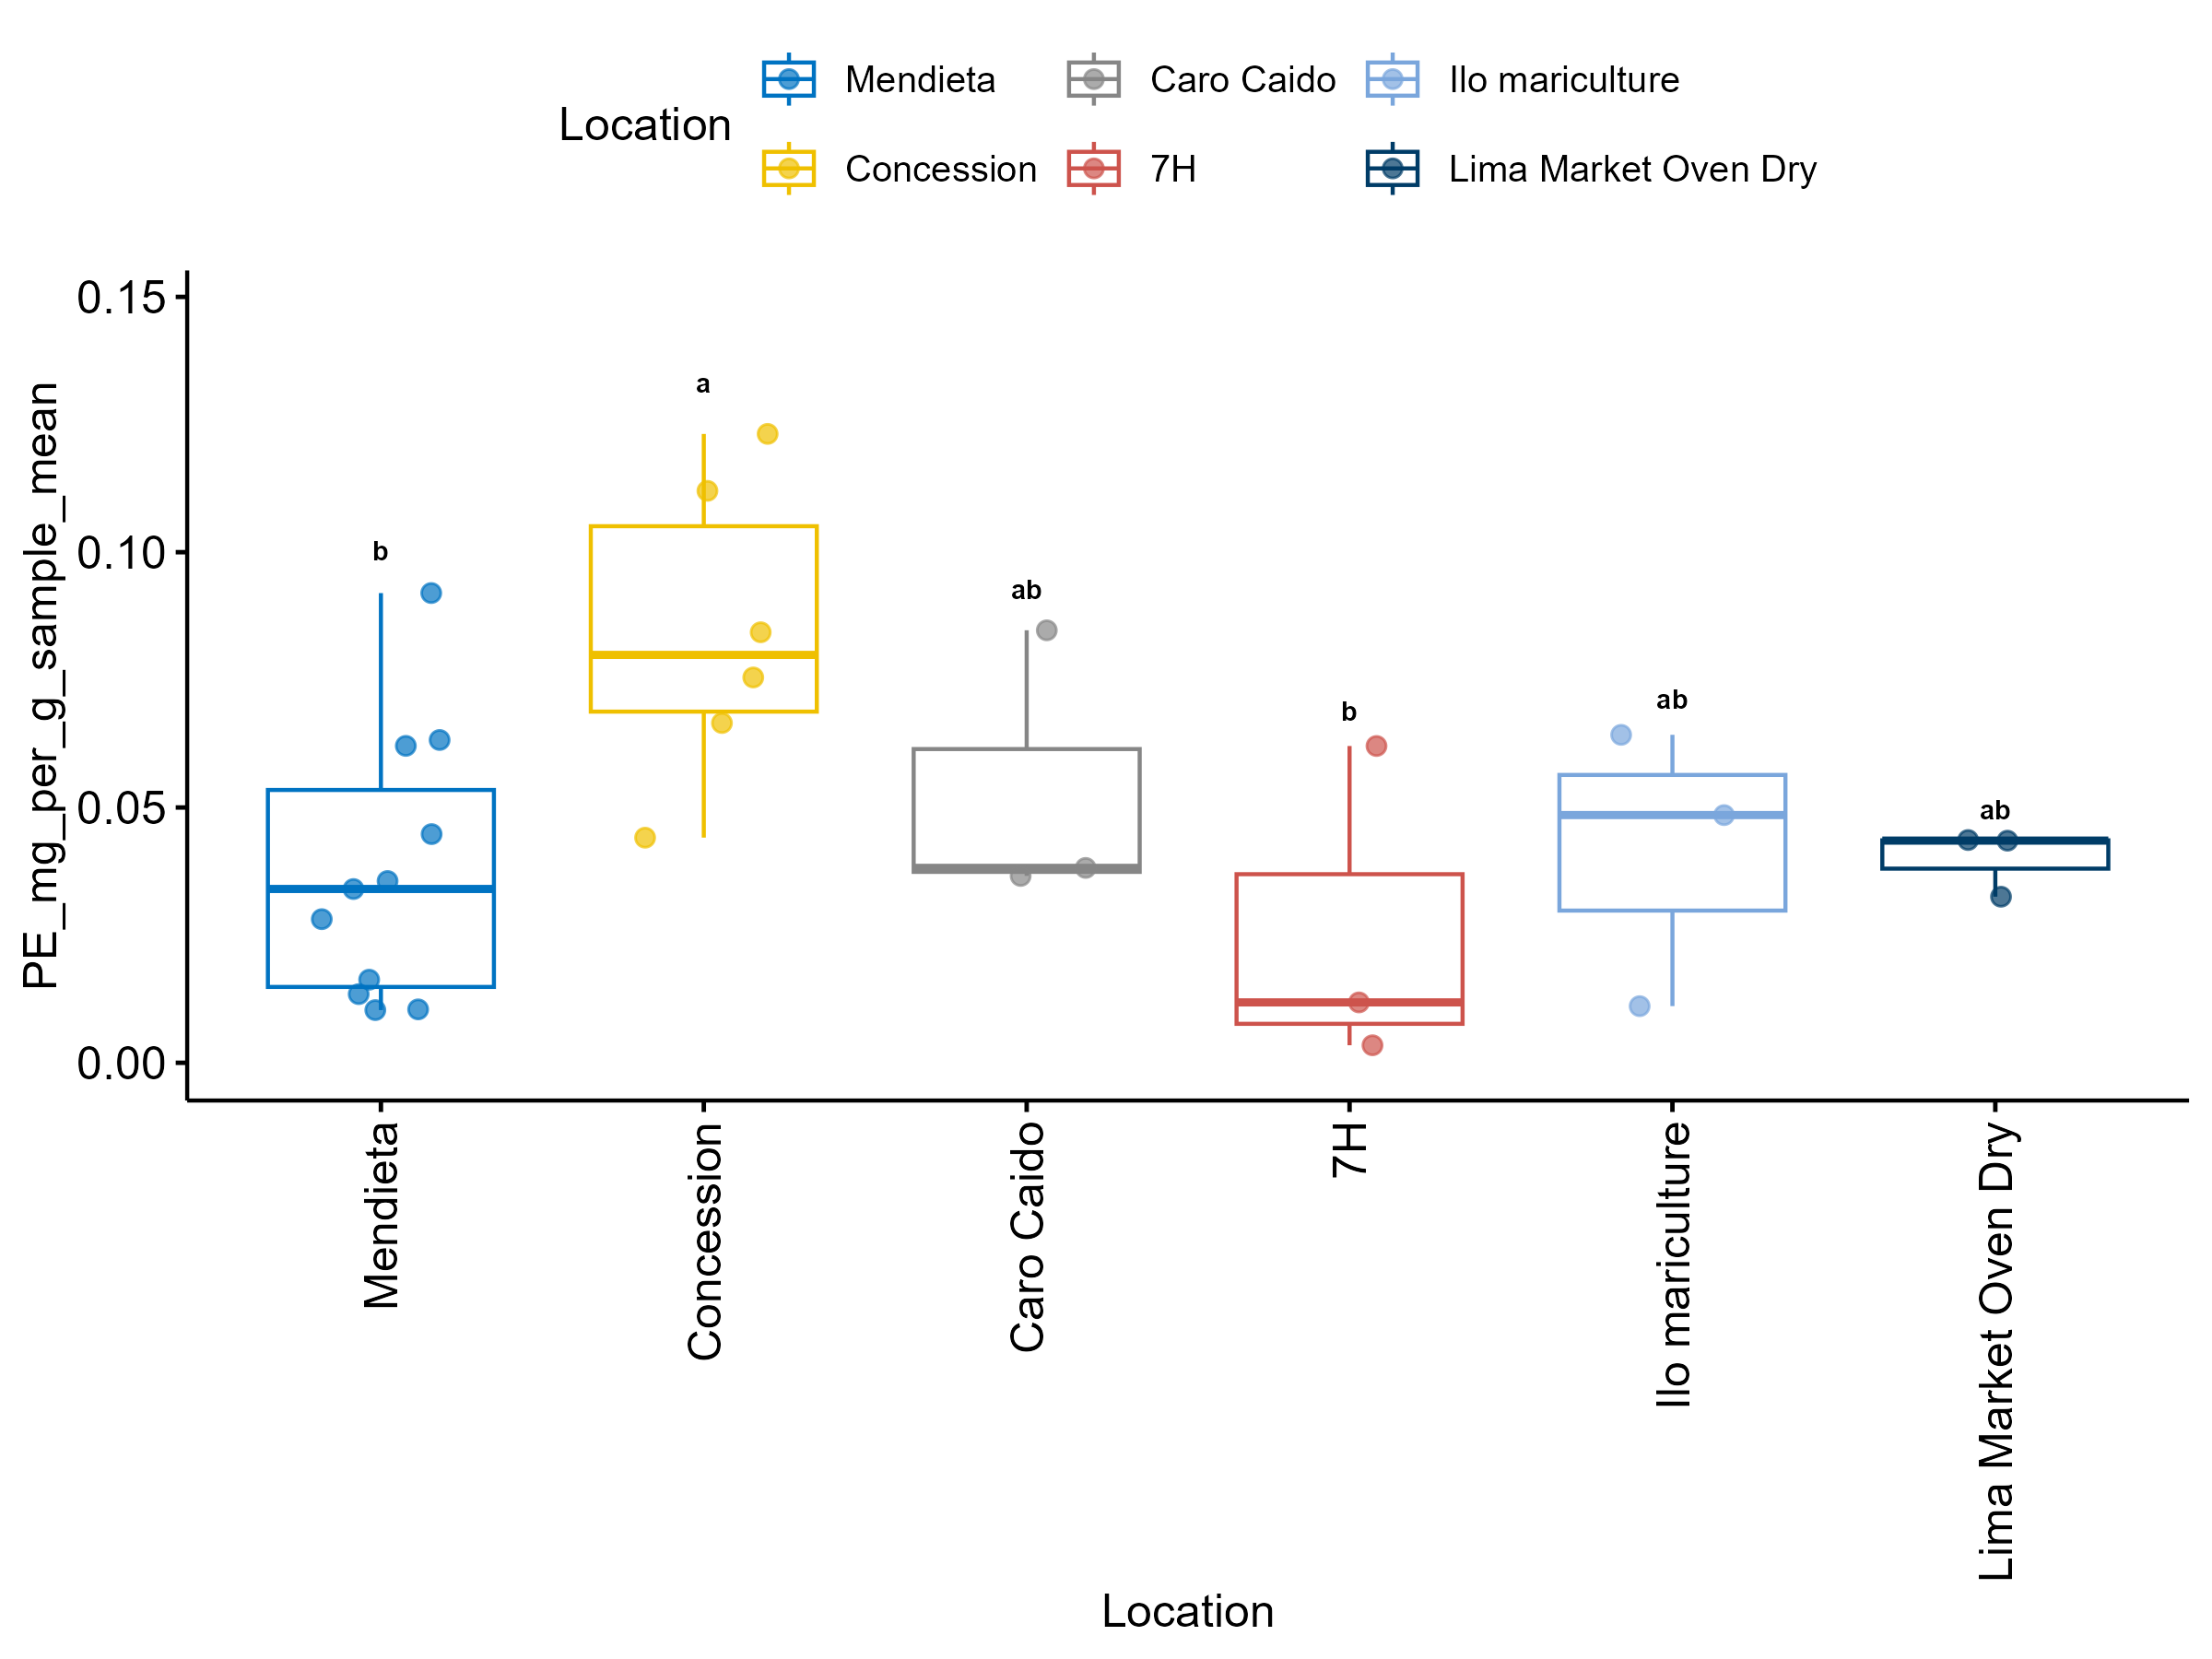 Location
Mendieta
Caro Caido
Ilo mariculture
Concession
7H
Lima Market Oven Dry
PE_mg_per_g_sample_mean
0.15
0.10
0.05
0.00
b
a
ab
b
ab
ab
Mendieta
Concession
Caro Caido
7H
Ilo mariculture
Lima Market Oven Dry
Location